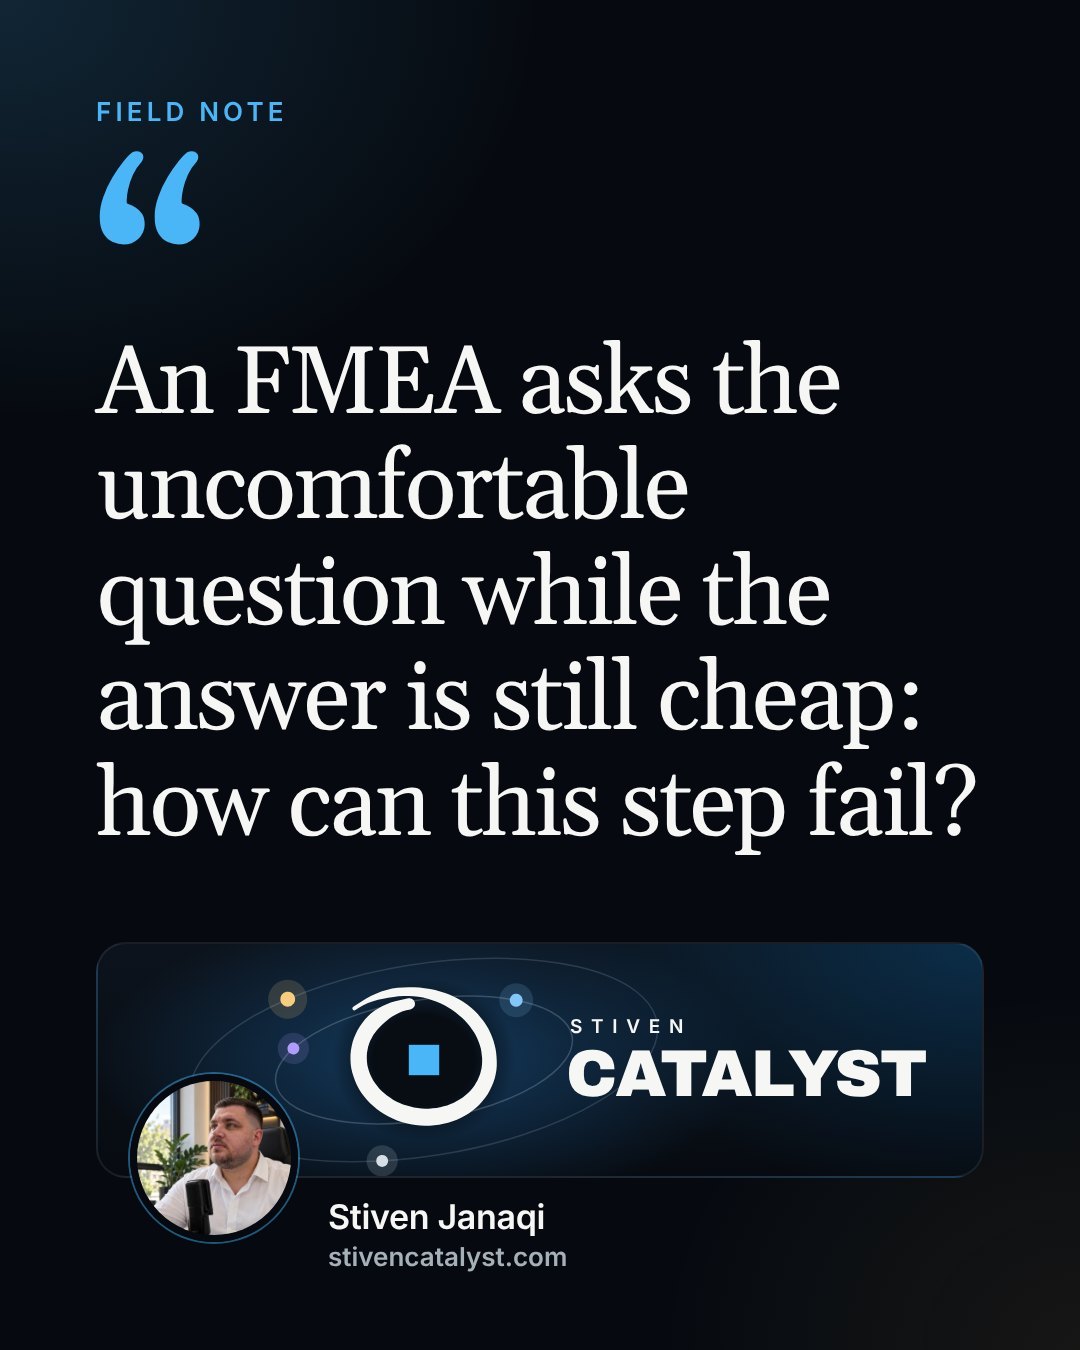 FIELD NOTE
“
An FMEA asks the
uncomfortable
question while the
answer is still cheap:
how can this step fail?
STIVEN
CATALYST
Stiven Janaqi
stivencatalyst.com